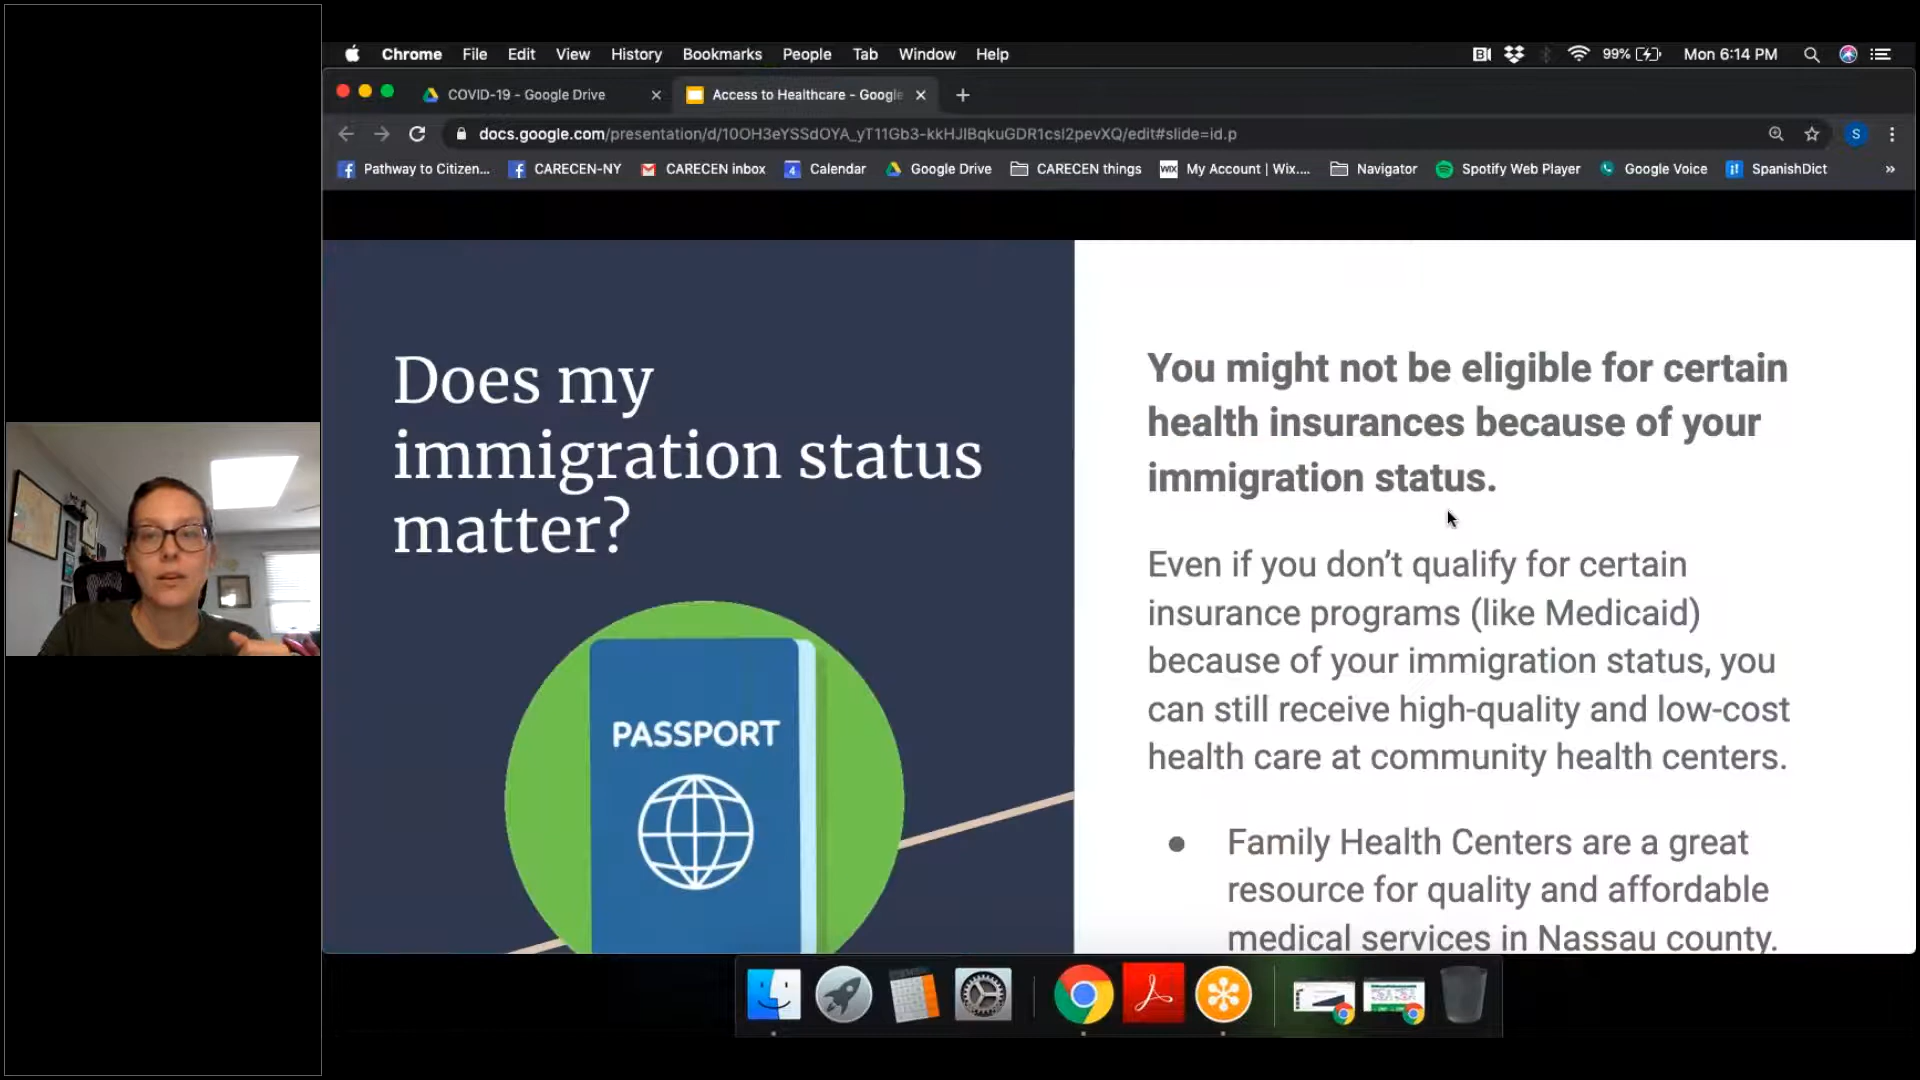 Chrome File Edit View History Bookmarks People Tab Window Help 99% Mon 6:14 PM
COVID-19 - Google Drive Access to Healthcare - Google
docs.google.com/presentation/d/10OH3eYSSdOYA_yT11Gb3-kkHJlBqkuGDR1csl2pevXQ/edit#slide=id.p
S
Pathway to Citizen... CARECEN-NY CARECEN inbox 4 Calendar Google Drive CARECEN things WIX My Account | Wix.... Navigator Spotify Web Player Google Voice SpanishDict »
Does my
immigration status
matter?
PASSPORT
You might not be eligible for certain
health insurances because of your
immigration status.
Even if you don’t qualify for certain
insurance programs (like Medicaid)
because of your immigration status, you
can still receive high-quality and low-cost
health care at community health centers.
● Family Health Centers are a great
resource for quality and affordable
medical services in Nassau county.